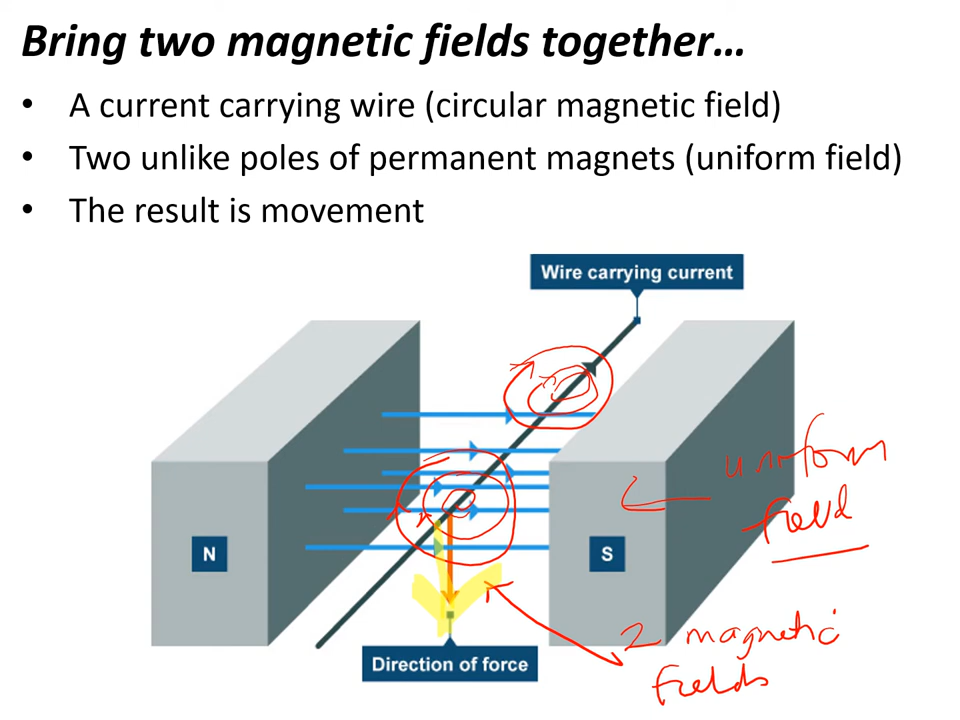 Bring two magnetic fields together…
• A current carrying wire (circular magnetic field)
• Two unlike poles of permanent magnets (uniform field)
• The result is movement
Wire carrying current
uniform
field
N
S
2 magnetic
fields
Direction of force